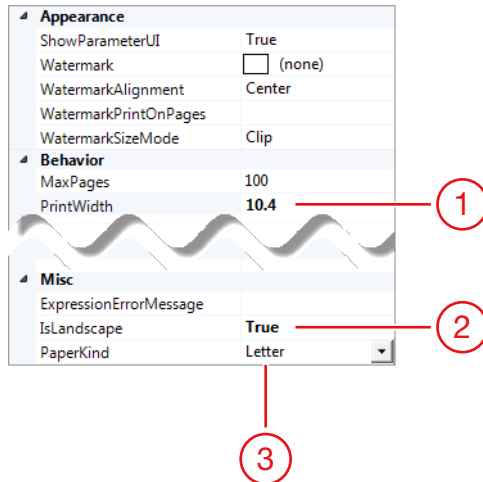 Appearance
ShowParameterUI True
Watermark (none)
WatermarkAlignment Center
WatermarkPrintOnPages
WatermarkSizeMode Clip
Behavior
MaxPages 100
PrintWidth 10.4 1
Misc
ExpressionErrorMessage
IsLandscape True 2
PaperKind Letter
3